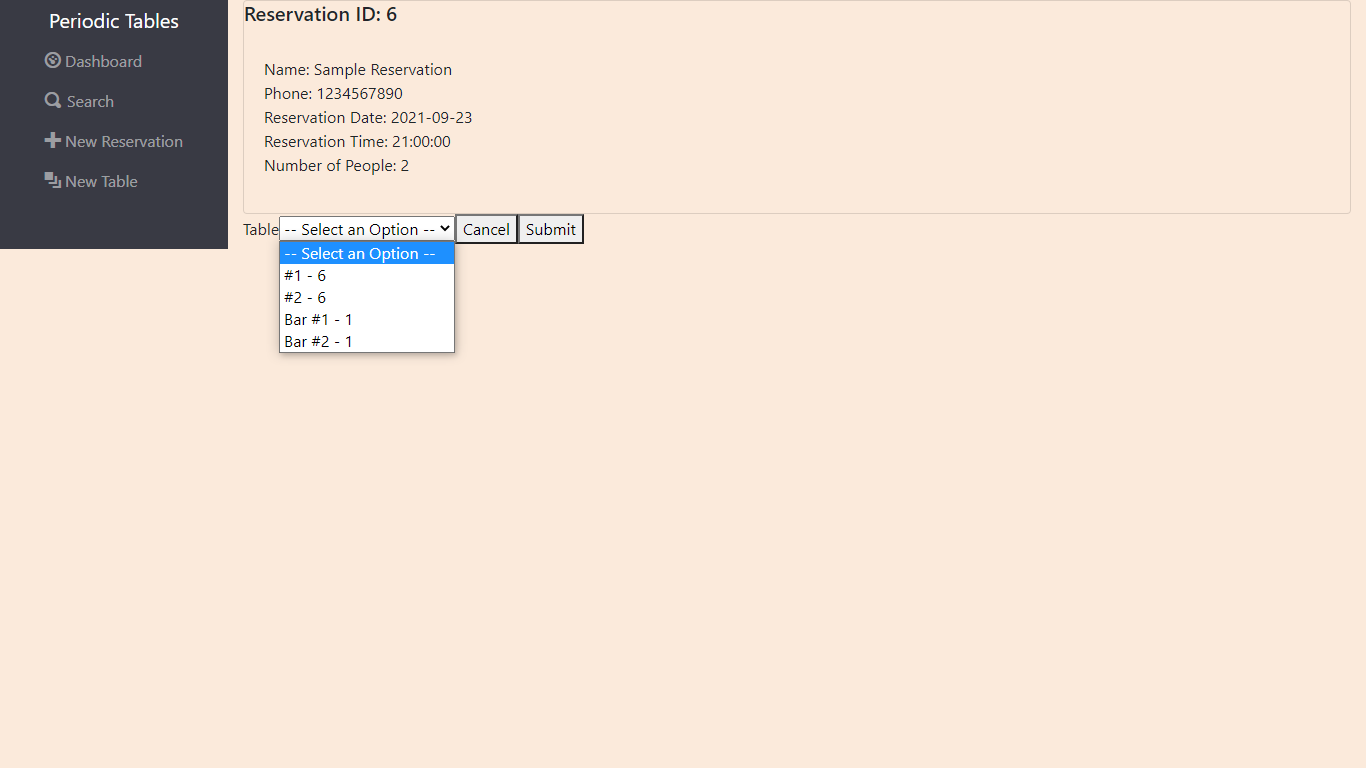 Periodic Tables
Dashboard
Search
New Reservation
New Table
Reservation ID: 6
Name: Sample Reservation
Phone: 1234567890
Reservation Date: 2021-09-23
Reservation Time: 21:00:00
Number of People: 2
Table -- Select an Option -- Cancel Submit
-- Select an Option --
#1 - 6
#2 - 6
Bar #1 - 1
Bar #2 - 1